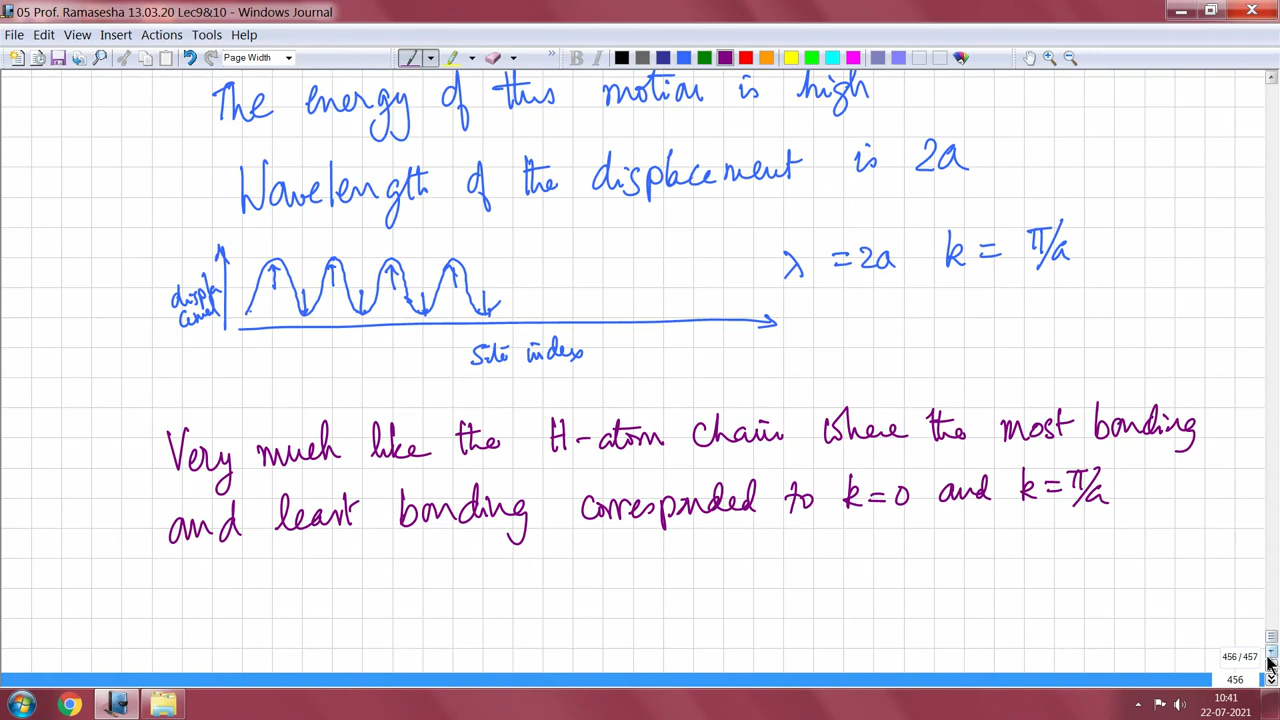 05 Prof. Ramasesha 13.03.20 Lec9&10 - Windows Journal
File Edit View Insert Actions Tools Help
Page Width
The energy of this motion is high
Wavelength of the displacement is 2a
λ = 2a k = π/a
displa
cement
Site index
Very much like the H-atom chain where the most bonding
and least bonding corresponded to k=0 and k=π/a
456 / 457
456
10:41
22-07-2021